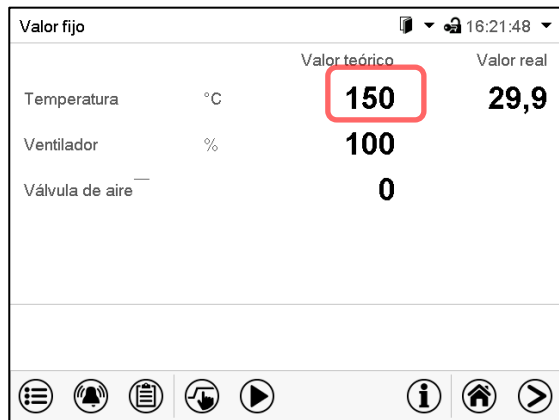 Valor fijo 16:21:48
Valor teórico Valor real
Temperatura °C 150 29,9
Ventilador % 100
Válvula de aire 0